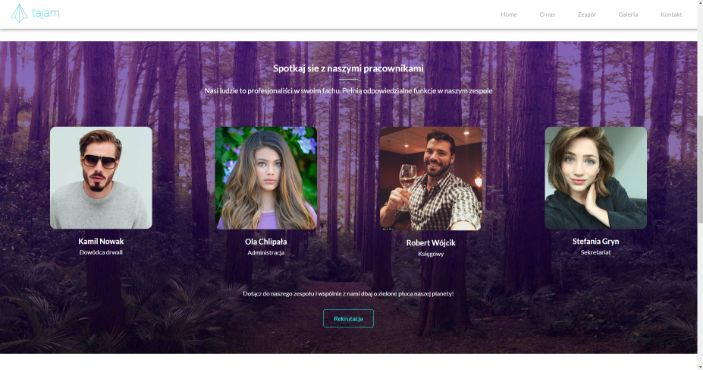 tajam
Home
O nas
Zespół
Galeria
Kontakt
Spotkaj sie z naszymi pracownikami
Nasi ludzie to profesjonaliści w swoim fachu. Pełnią odpowiedzialne funkcje w naszym zespole
Kamil Nowak
Dowódca drwali
Ola Chlipała
Administracja
Robert Wójcik
Księgowy
Stefania Gryn
Sekretariat
Dołącz do naszego zespołu i wspólnie z nami dbaj o zielone płuca naszej planety!
Rekrutacja